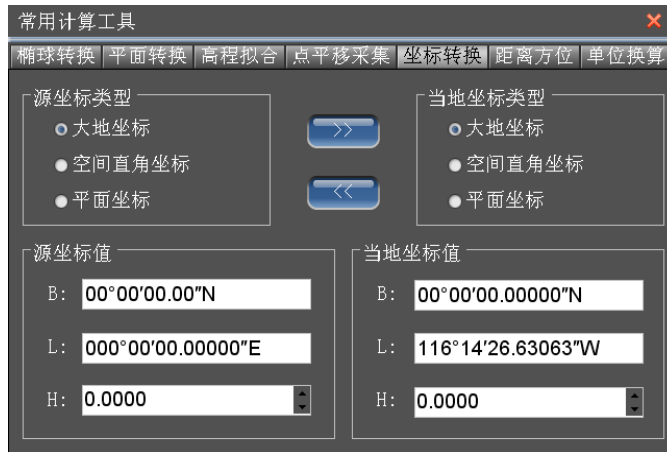 常用计算工具
椭球转换 平面转换 高程拟合 点平移采集 坐标转换 距离方位 单位换算
源坐标类型 当地坐标类型
大地坐标 >> 大地坐标
空间直角坐标 空间直角坐标
平面坐标 << 平面坐标
源坐标值 当地坐标值
B: 00°00′00.00″N B: 00°00′00.00000″N
L: 000°00′00.00000″E L: 116°14′26.63063″W
H: 0.0000 H: 0.0000